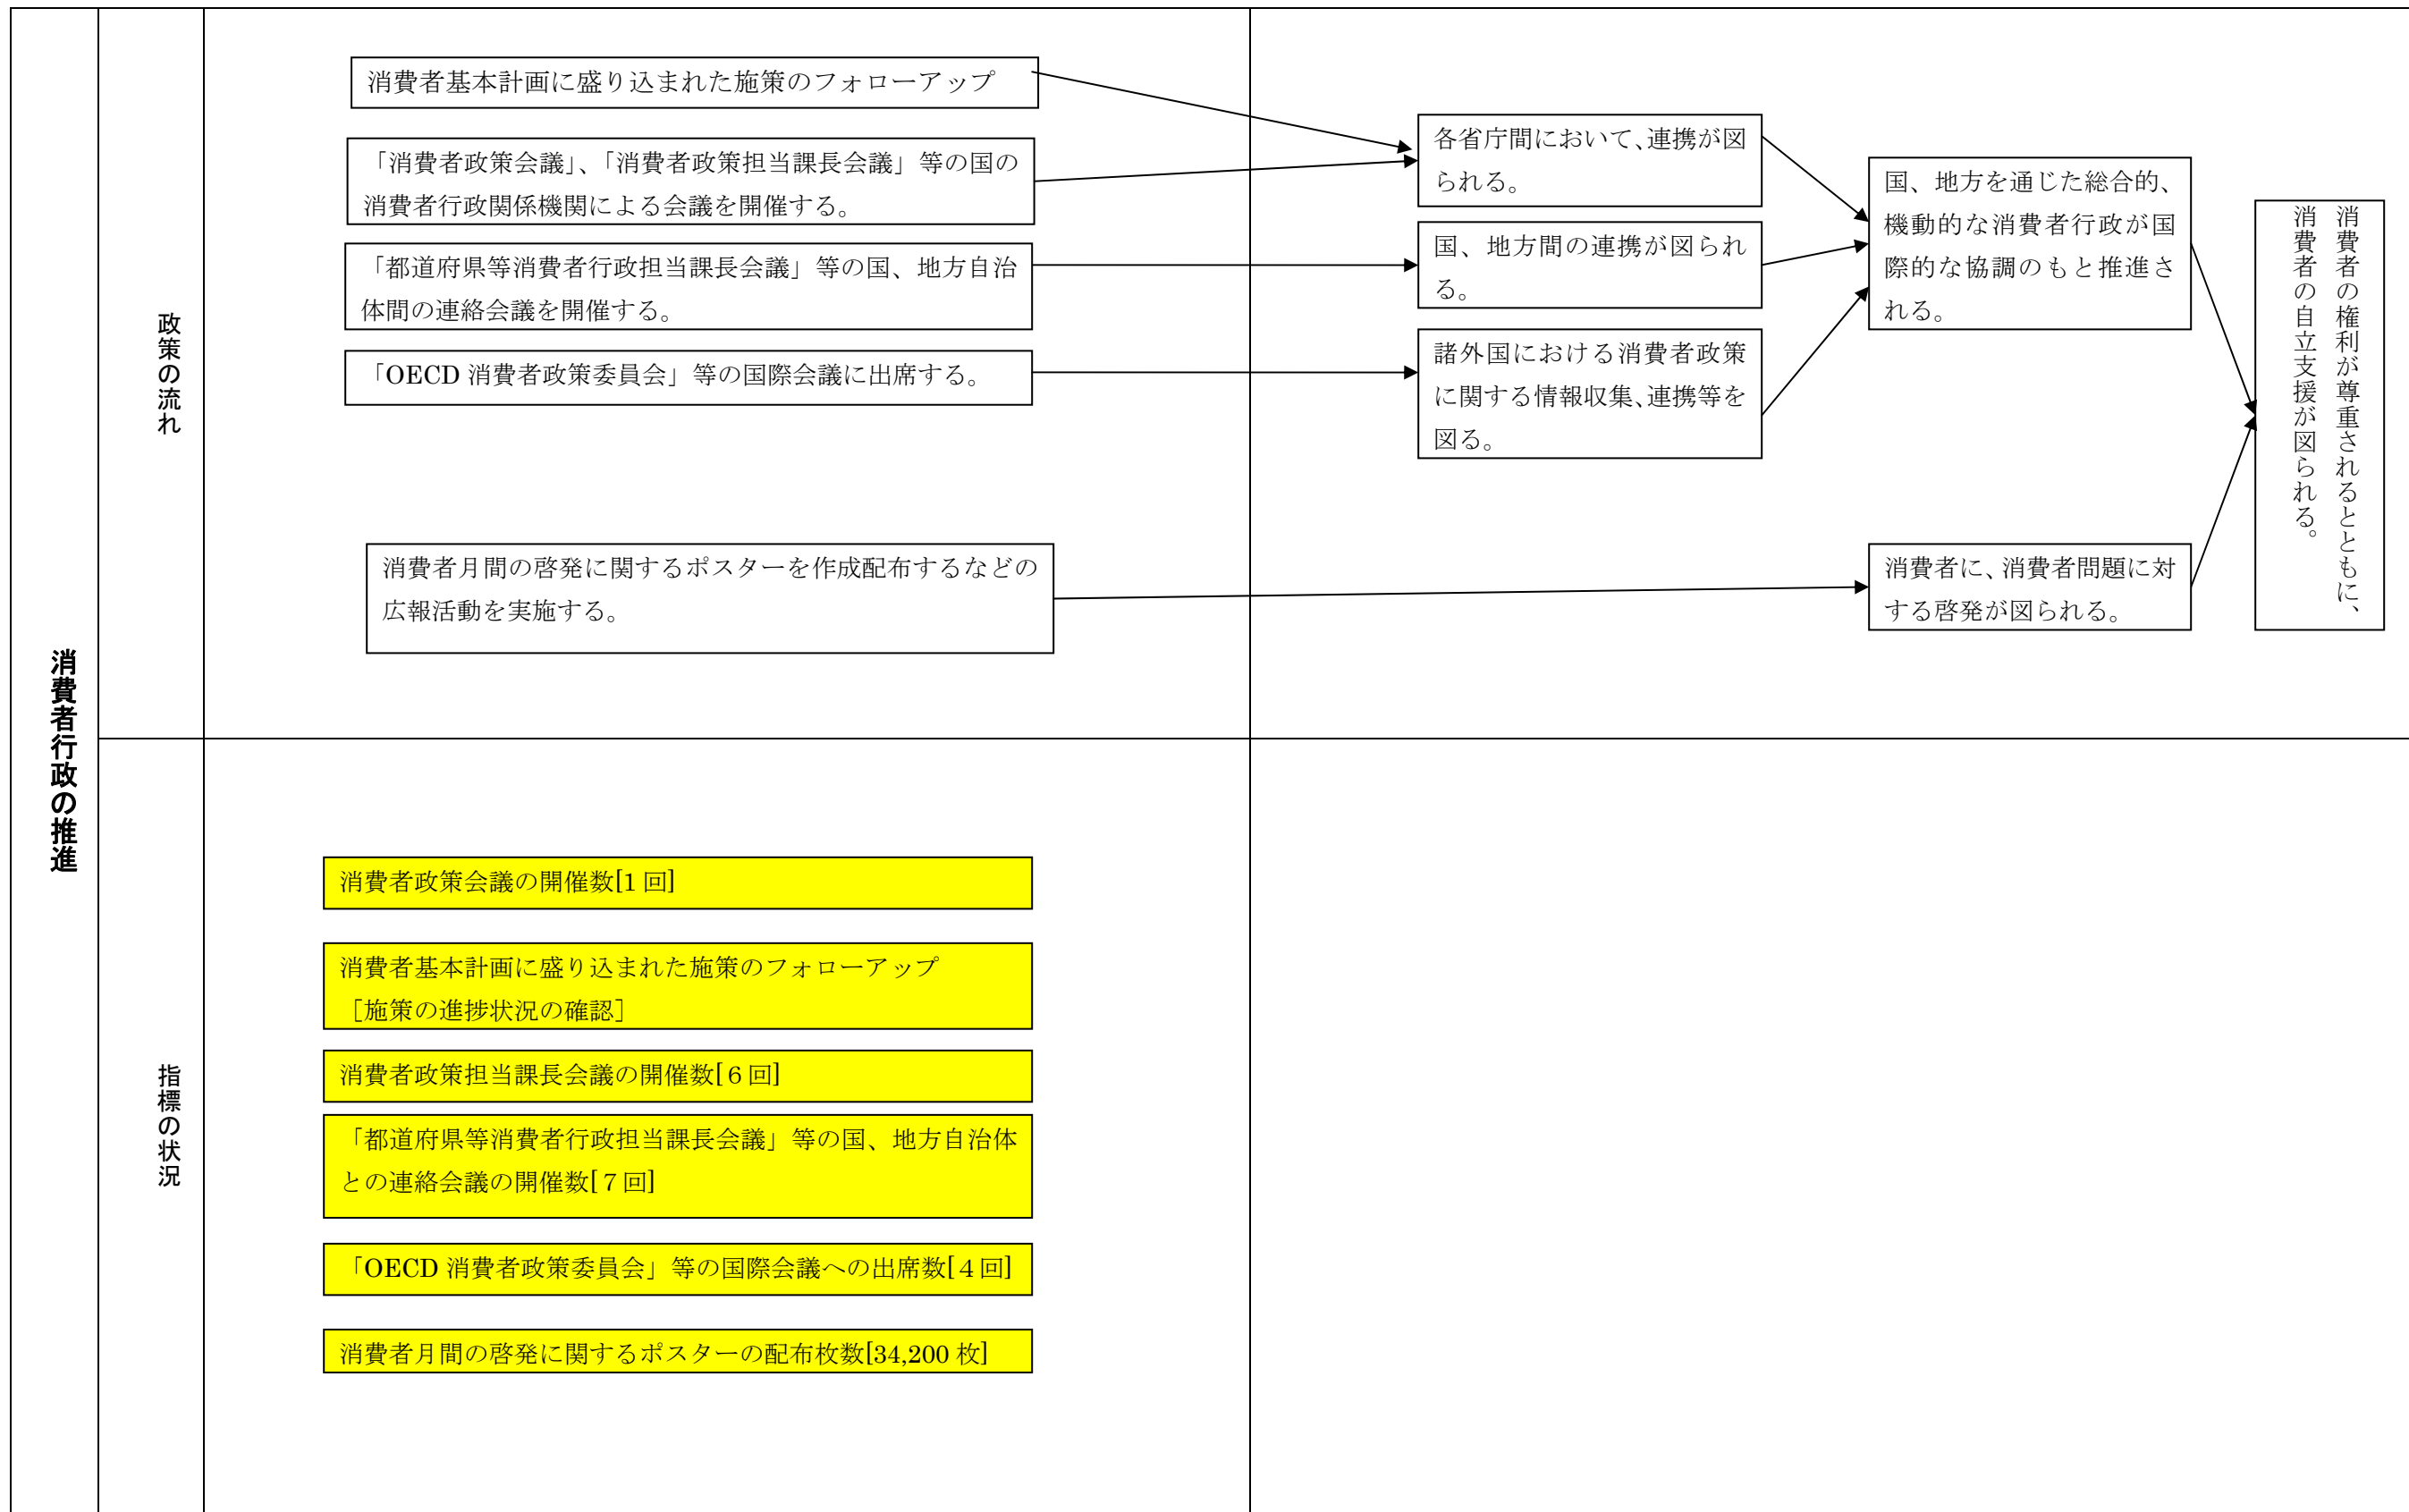 消費者行政の推進
政策の流れ
消費者基本計画に盛り込まれた施策のフォローアップ
「消費者政策会議」、「消費者政策担当課長会議」等の国の
消費者行政関係機関による会議を開催する。
「都道府県等消費者行政担当課長会議」等の国、地方自治
体間の連絡会議を開催する。
「OECD 消費者政策委員会」等の国際会議に出席する。
消費者月間の啓発に関するポスターを作成配布するなどの
広報活動を実施する。
各省庁間において、連携が図
られる。
国、地方間の連携が図られ
る。
諸外国における消費者政策
に関する情報収集、連携等を
図る。
国、地方を通じた総合的、
機動的な消費者行政が国
際的な協調のもと推進さ
れる。
消費者に、消費者問題に対
する啓発が図られる。
消費者の権利が尊重されるとともに、
消費者の自立支援が図られる。
指標の状況
消費者政策会議の開催数[1 回]
消費者基本計画に盛り込まれた施策のフォローアップ
［施策の進捗状況の確認］
消費者政策担当課長会議の開催数[６回]
「都道府県等消費者行政担当課長会議」等の国、地方自治体
との連絡会議の開催数[７回]
「OECD 消費者政策委員会」等の国際会議への出席数[４回]
消費者月間の啓発に関するポスターの配布枚数[34,200 枚]